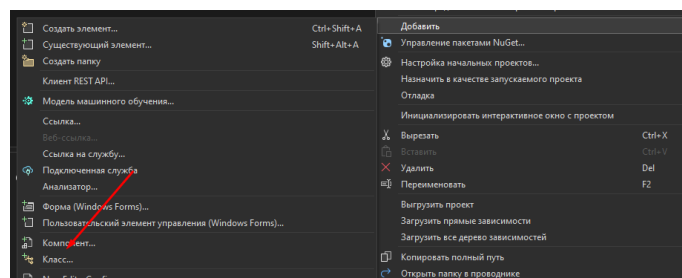 Создать элемент... Ctrl+Shift+A
Существующий элемент... Shift+Alt+A
Создать папку
Клиент REST API...
Модель машинного обучения...
Ссылка...
Веб-ссылка...
Ссылка на службу...
Подключенная служба
Анализатор...
Форма (Windows Forms)...
Пользовательский элемент управления (Windows Forms)...
Компонент...
Класс...
Добавить
Управление пакетами NuGet...
Настройка начальных проектов...
Назначить в качестве запускаемого проекта
Отладка
Инициализировать интерактивное окно с проектом
Вырезать Ctrl+X
Вставить Ctrl+V
Удалить Del
Переименовать F2
Выгрузить проект
Загрузить прямые зависимости
Загрузить все дерево зависимостей
Копировать полный путь
Открыть папку в проводнике